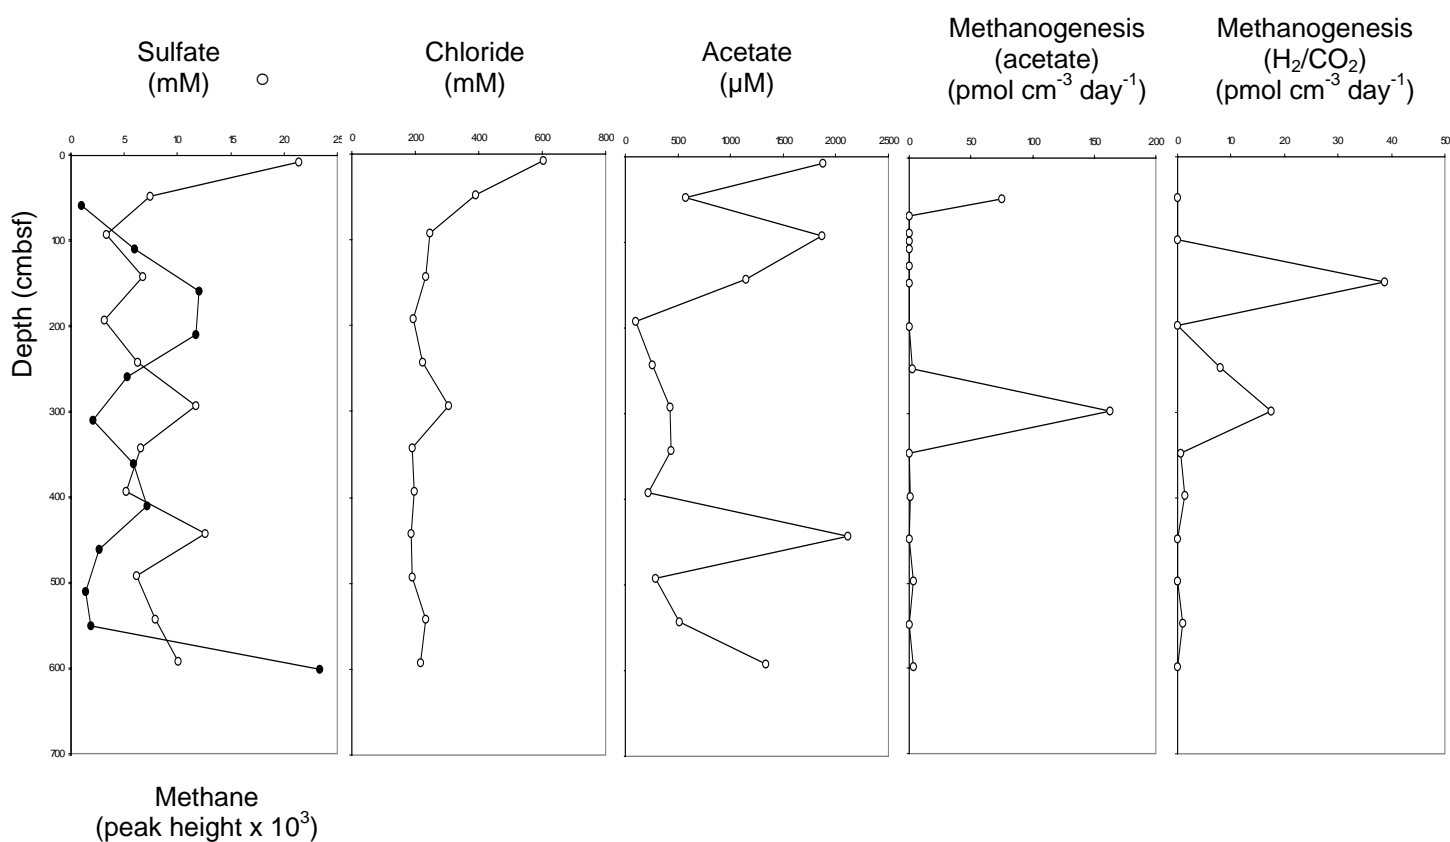 Sulfate
(mM)
Chloride
(mM)
Acetate
(µM)
Methanogenesis
(acetate)
(pmol cm⁻³ day⁻¹)
Methanogenesis
(H₂/CO₂)
(pmol cm⁻³ day⁻¹)
0 5 10 15 20 25
0 200 400 600 800
0 500 1000 1500 2000 2500
0 50 100 150 200
0 10 20 30 40 50
Depth (cmbsf)
0
100
200
300
400
500
600
700
Methane
(peak height x 10³)